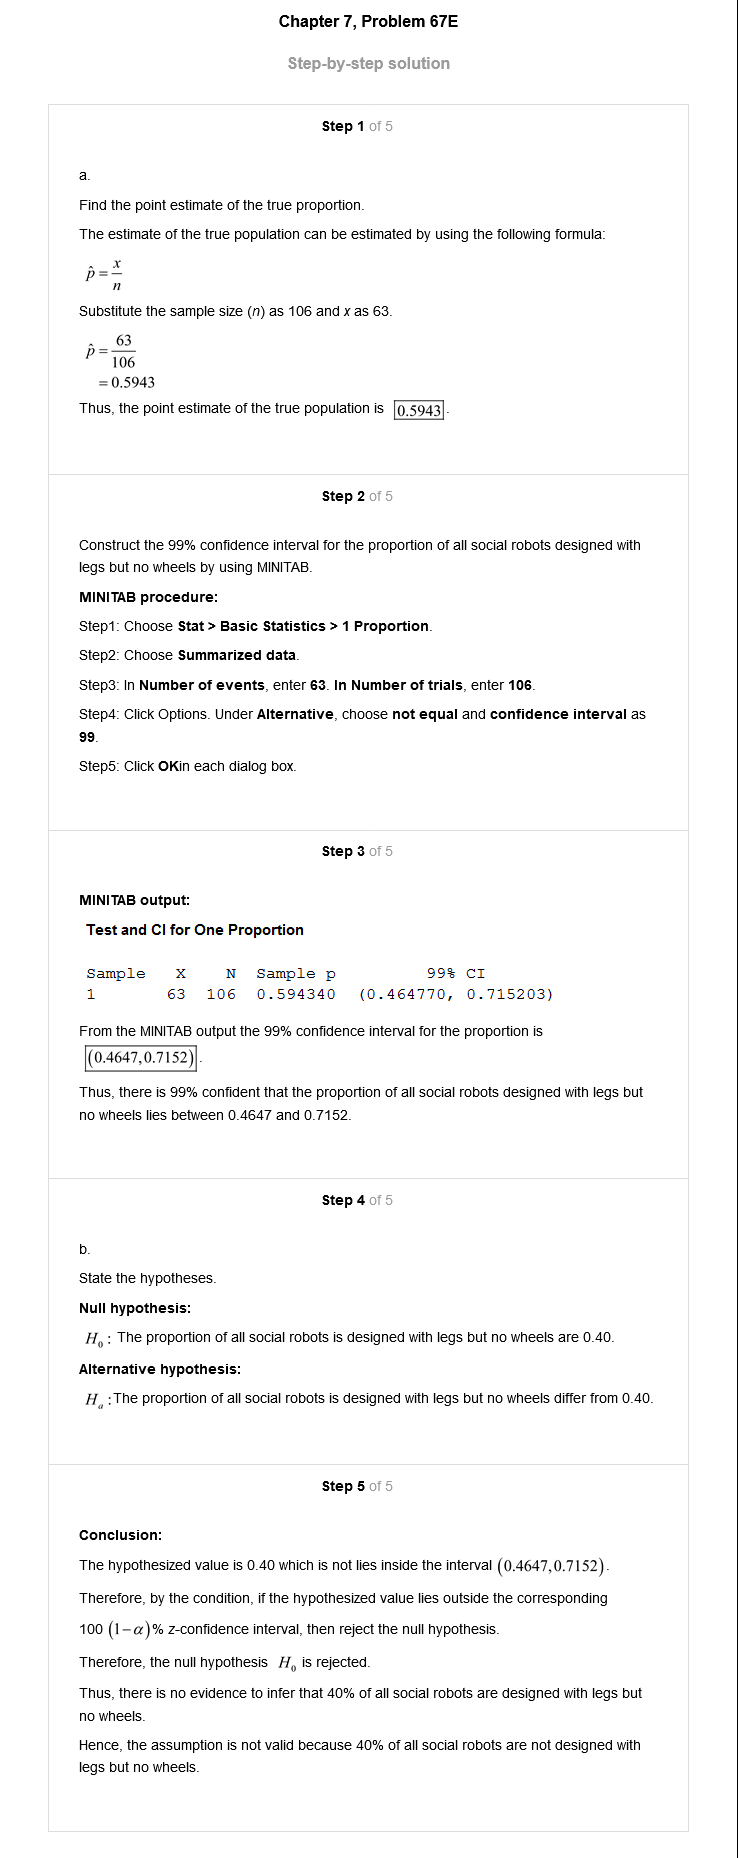 Chapter 7, Problem 67E
Step-by-step solution
Step 1 of 5
a.
Find the point estimate of the true proportion.
The estimate of the true population can be estimated by using the following formula:
p̂ = x/n
Substitute the sample size (n) as 106 and x as 63.
p̂ = 63/106
= 0.5943
Thus, the point estimate of the true population is 0.5943.
Step 2 of 5
Construct the 99% confidence interval for the proportion of all social robots designed with
legs but no wheels by using MINITAB.
MINITAB procedure:
Step1: Choose Stat > Basic Statistics > 1 Proportion.
Step2: Choose Summarized data.
Step3: In Number of events, enter 63. In Number of trials, enter 106.
Step4: Click Options. Under Alternative, choose not equal and confidence interval as
99.
Step5: Click OKin each dialog box.
Step 3 of 5
MINITAB output:
Test and CI for One Proportion
Sample X N Sample p 99% CI
1 63 106 0.594340 (0.464770, 0.715203)
From the MINITAB output the 99% confidence interval for the proportion is
(0.4647,0.7152).
Thus, there is 99% confident that the proportion of all social robots designed with legs but
no wheels lies between 0.4647 and 0.7152.
Step 4 of 5
b.
State the hypotheses.
Null hypothesis:
H₀ : The proportion of all social robots is designed with legs but no wheels are 0.40.
Alternative hypothesis:
Hₐ :The proportion of all social robots is designed with legs but no wheels differ from 0.40.
Step 5 of 5
Conclusion:
The hypothesized value is 0.40 which is not lies inside the interval (0.4647,0.7152).
Therefore, by the condition, if the hypothesized value lies outside the corresponding
100 (1−α)% z-confidence interval, then reject the null hypothesis.
Therefore, the null hypothesis H₀ is rejected.
Thus, there is no evidence to infer that 40% of all social robots are designed with legs but
no wheels.
Hence, the assumption is not valid because 40% of all social robots are not designed with
legs but no wheels.